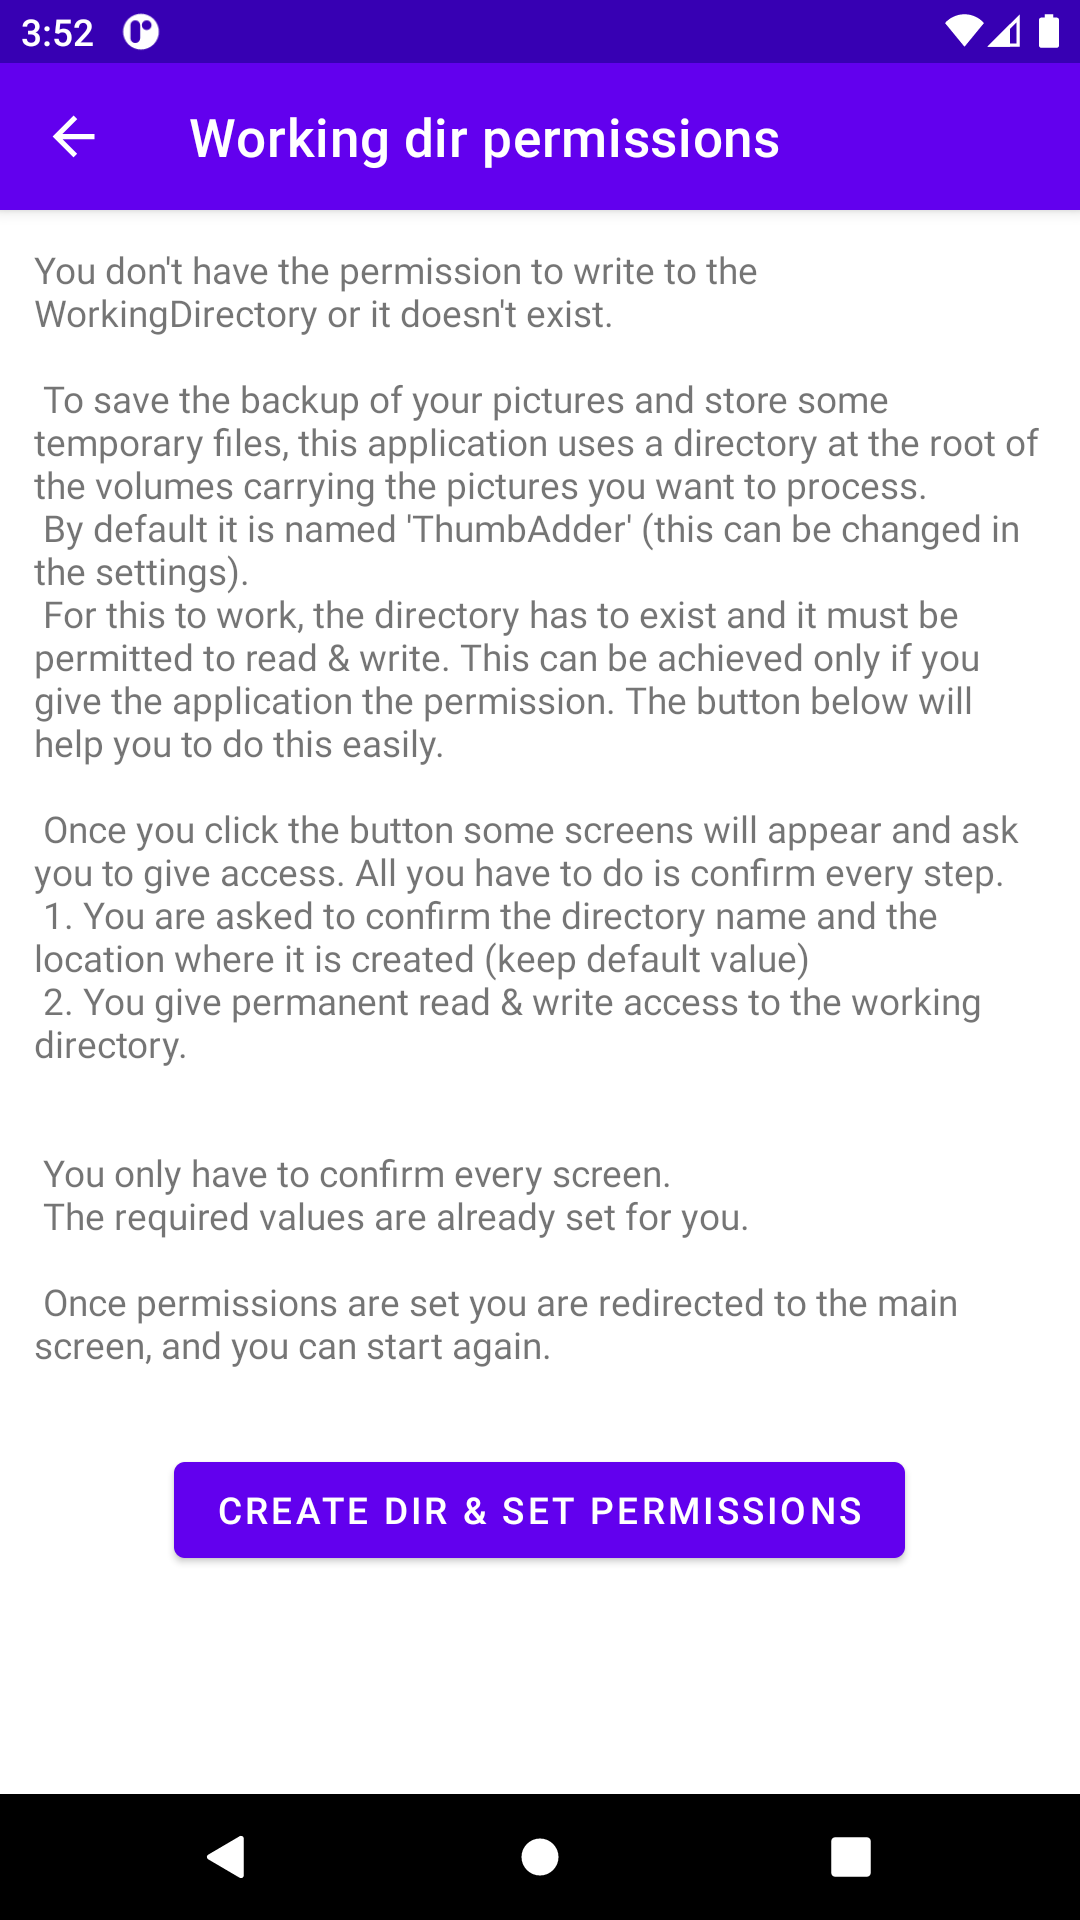 3:52
Working dir permissions
You don't have the permission to write to the
WorkingDirectory or it doesn't exist.
To save the backup of your pictures and store some
temporary files, this application uses a directory at the root of
the volumes carrying the pictures you want to process.
By default it is named 'ThumbAdder' (this can be changed in
the settings).
For this to work, the directory has to exist and it must be
permitted to read & write. This can be achieved only if you
give the application the permission. The button below will
help you to do this easily.
Once you click the button some screens will appear and ask
you to give access. All you have to do is confirm every step.
1. You are asked to confirm the directory name and the
location where it is created (keep default value)
2. You give permanent read & write access to the working
directory.
You only have to confirm every screen.
The required values are already set for you.
Once permissions are set you are redirected to the main
screen, and you can start again.
CREATE DIR & SET PERMISSIONS